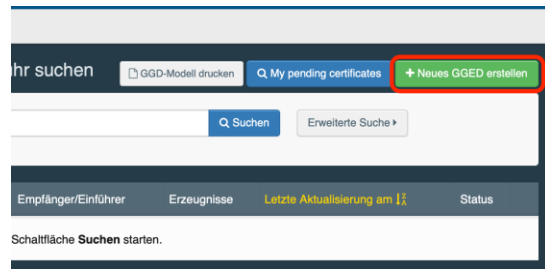 suchen GGD-Modell drucken My pending certificates + Neues GGED erstellen
Suchen Erweiterte Suche
Empfänger/Einführer Erzeugnisse Letzte Aktualisierung am Status
Schaltfläche Suchen starten.